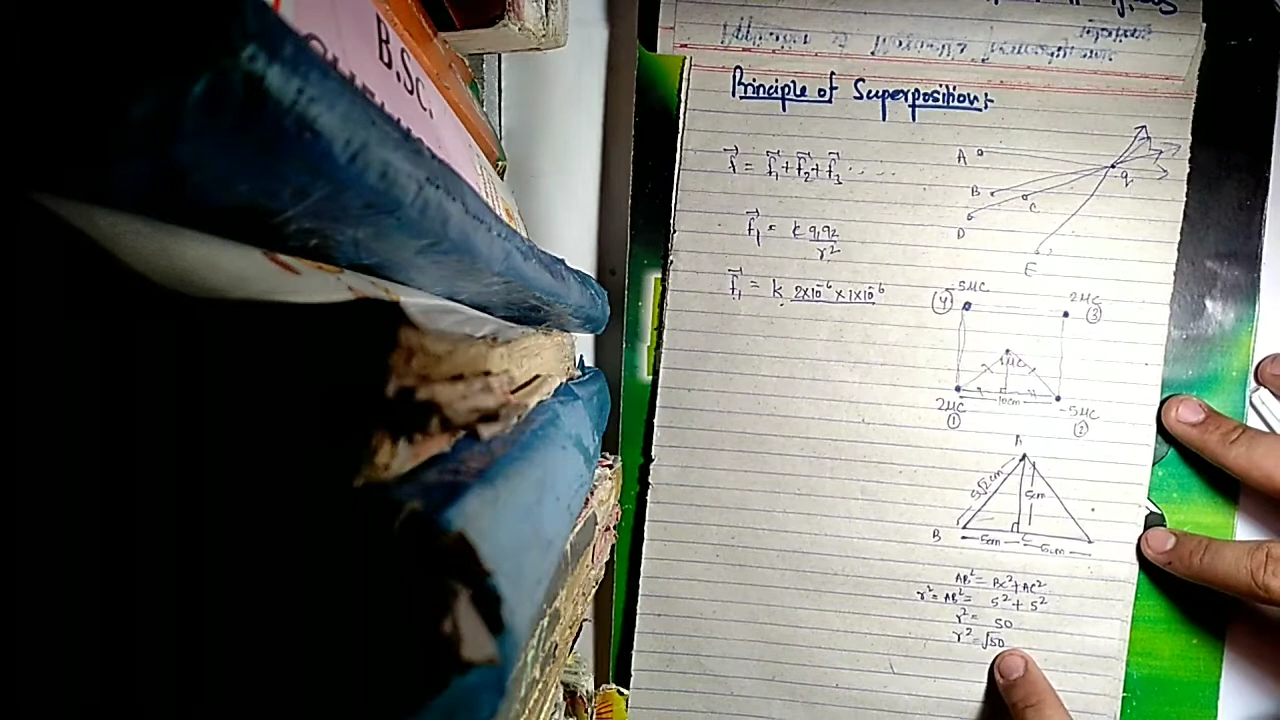 B.Sc.
Principle of Superposition:
f⃗ = f⃗₁ + f⃗₂ + f⃗₃ .....
f⃗₁ = k q₁q₂
r²
f⃗₁ = k 2×10⁻⁶ × 1×10⁻⁶
A
q
B
C
D
E
④ -5μC
2μC ③
1μC
10cm
2μC ①
-5μC ②
A
5√2 cm
5cm
B
5cm C 5cm
AB² = BC² + AC²
r² = AB² = 5² + 5²
r² = 50
r² = √50